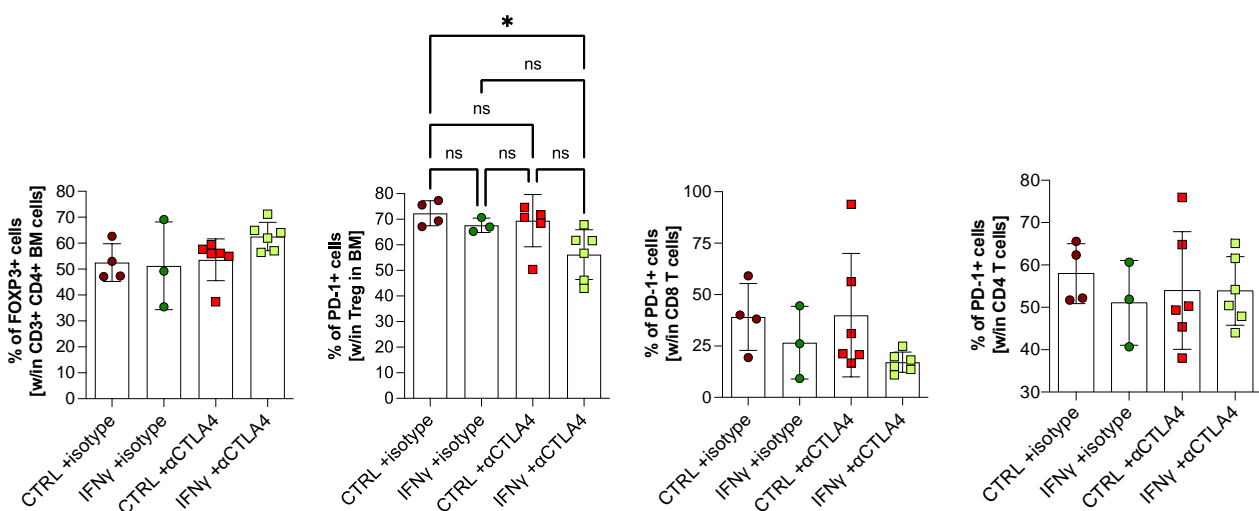 % of FOXP3+ cells
[w/in CD3+ CD4+ BM cells]
80
70
60
50
40
30
20
10
0
CTRL +isotype
IFNγ +isotype
CTRL +αCTLA4
IFNγ +αCTLA4
*
ns
ns
ns
ns
ns
% of PD-1+ cells
[w/in Treg in BM]
80
70
60
50
40
30
20
10
0
CTRL +isotype
IFNγ +isotype
CTRL +αCTLA4
IFNγ +αCTLA4
% of PD-1+ cells
[w/in CD8 T cells]
100
75
50
25
0
CTRL +isotype
IFNγ +isotype
CTRL +αCTLA4
IFNγ +αCTLA4
% of PD-1+ cells
[w/in CD4 T cells]
80
70
60
50
40
30
CTRL +isotype
IFNγ +isotype
CTRL +αCTLA4
IFNγ +αCTLA4